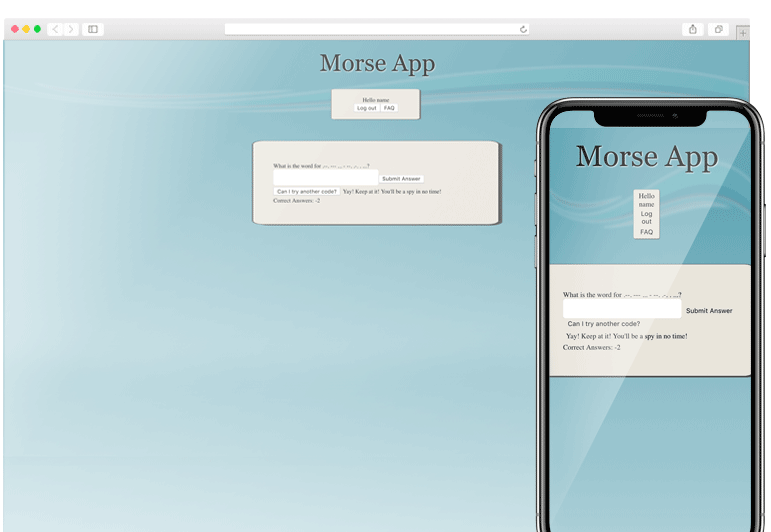 Morse App
Hello name
Log out FAQ
What is the word for
Submit Answer
Can I try another code? Yay! Keep at it! You'll be a spy in no time!
Correct Answers: -2
Morse App
Hello
name
Log
out
FAQ
What is the word for
Submit Answer
Can I try another code?
Yay! Keep at it! You'll be a spy in no time!
Correct Answers: -2